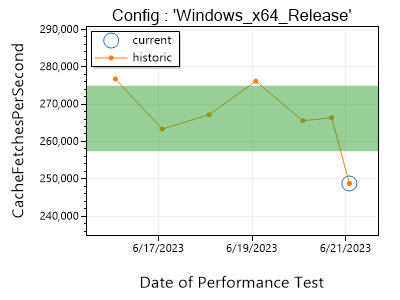 Config : 'Windows_x64_Release'
290,000
280,000
270,000
260,000
250,000
240,000
CacheFetchesPerSecond
current
historic
6/17/2023
6/19/2023
6/21/2023
Date of Performance Test